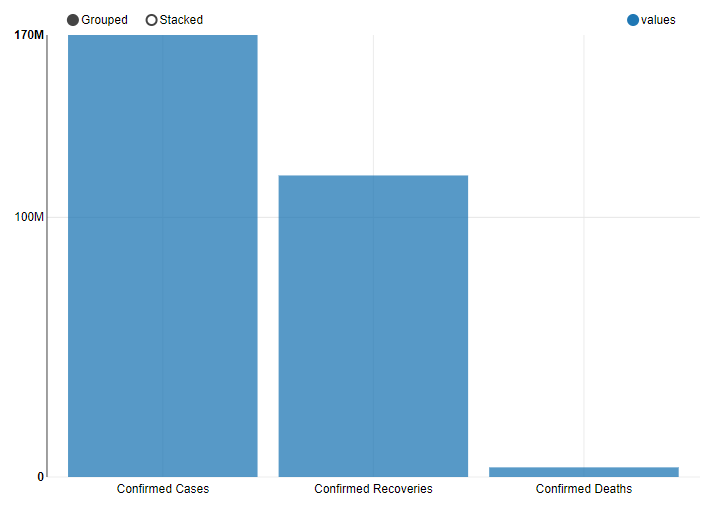 Grouped Stacked values
170M
100M
0
Confirmed Cases Confirmed Recoveries Confirmed Deaths